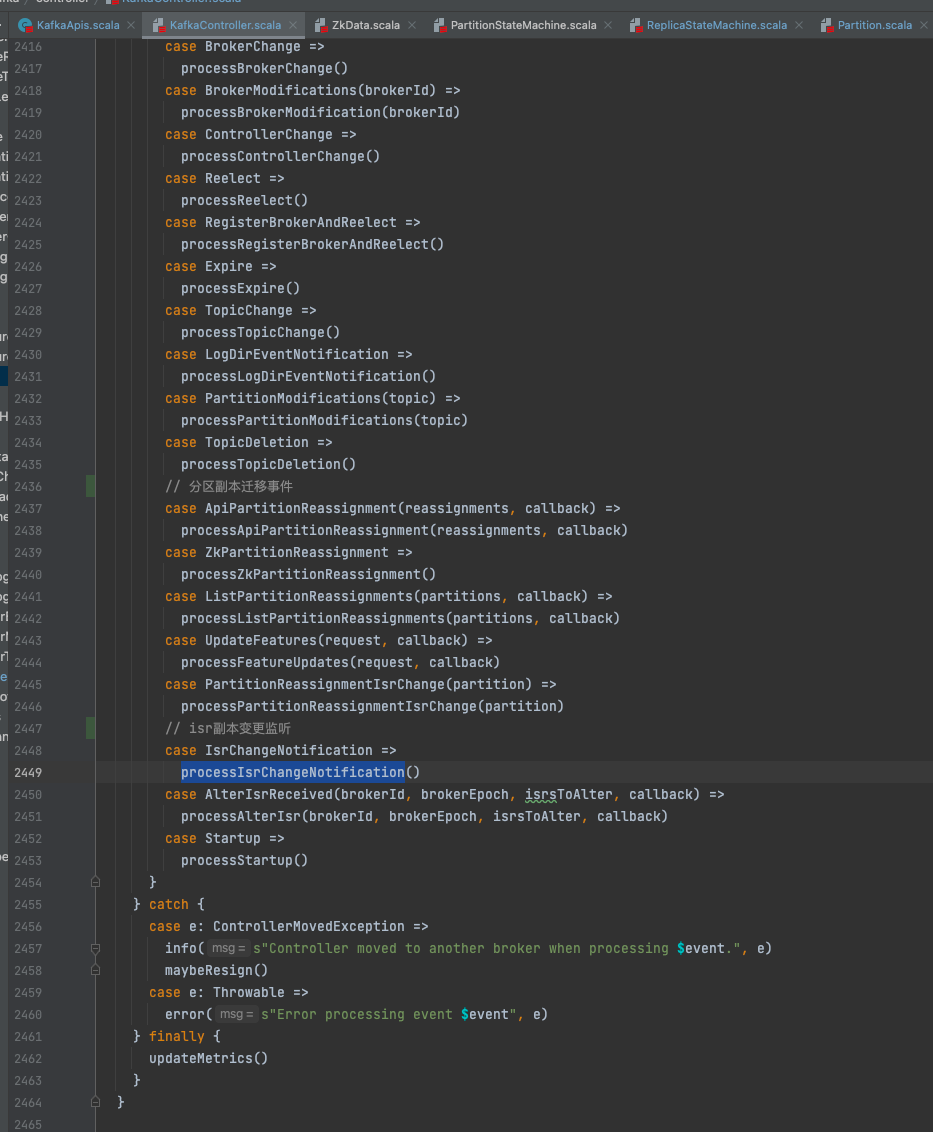 KafkaController.scala
KafkaApis.scala KafkaController.scala ZkData.scala PartitionStateMachine.scala ReplicaStateMachine.scala Partition.scala
2416 case BrokerChange =>
2417 processBrokerChange()
2418 case BrokerModifications(brokerId) =>
2419 processBrokerModification(brokerId)
2420 case ControllerChange =>
2421 processControllerChange()
2422 case Reelect =>
2423 processReelect()
2424 case RegisterBrokerAndReelect =>
2425 processRegisterBrokerAndReelect()
2426 case Expire =>
2427 processExpire()
2428 case TopicChange =>
2429 processTopicChange()
2430 case LogDirEventNotification =>
2431 processLogDirEventNotification()
2432 case PartitionModifications(topic) =>
2433 processPartitionModifications(topic)
2434 case TopicDeletion =>
2435 processTopicDeletion()
2436 // 分区副本迁移事件
2437 case ApiPartitionReassignment(reassignments, callback) =>
2438 processApiPartitionReassignment(reassignments, callback)
2439 case ZkPartitionReassignment =>
2440 processZkPartitionReassignment()
2441 case ListPartitionReassignments(partitions, callback) =>
2442 processListPartitionReassignments(partitions, callback)
2443 case UpdateFeatures(request, callback) =>
2444 processFeatureUpdates(request, callback)
2445 case PartitionReassignmentIsrChange(partition) =>
2446 processPartitionReassignmentIsrChange(partition)
2447 // isr副本变更监听
2448 case IsrChangeNotification =>
2449 processIsrChangeNotification()
2450 case AlterIsrReceived(brokerId, brokerEpoch, isrsToAlter, callback) =>
2451 processAlterIsr(brokerId, brokerEpoch, isrsToAlter, callback)
2452 case Startup =>
2453 processStartup()
2454 }
2455 } catch {
2456 case e: ControllerMovedException =>
2457 info( msg = s"Controller moved to another broker when processing $event.", e)
2458 maybeResign()
2459 case e: Throwable =>
2460 error( msg = s"Error processing event $event", e)
2461 } finally {
2462 updateMetrics()
2463 }
2464 }
2465